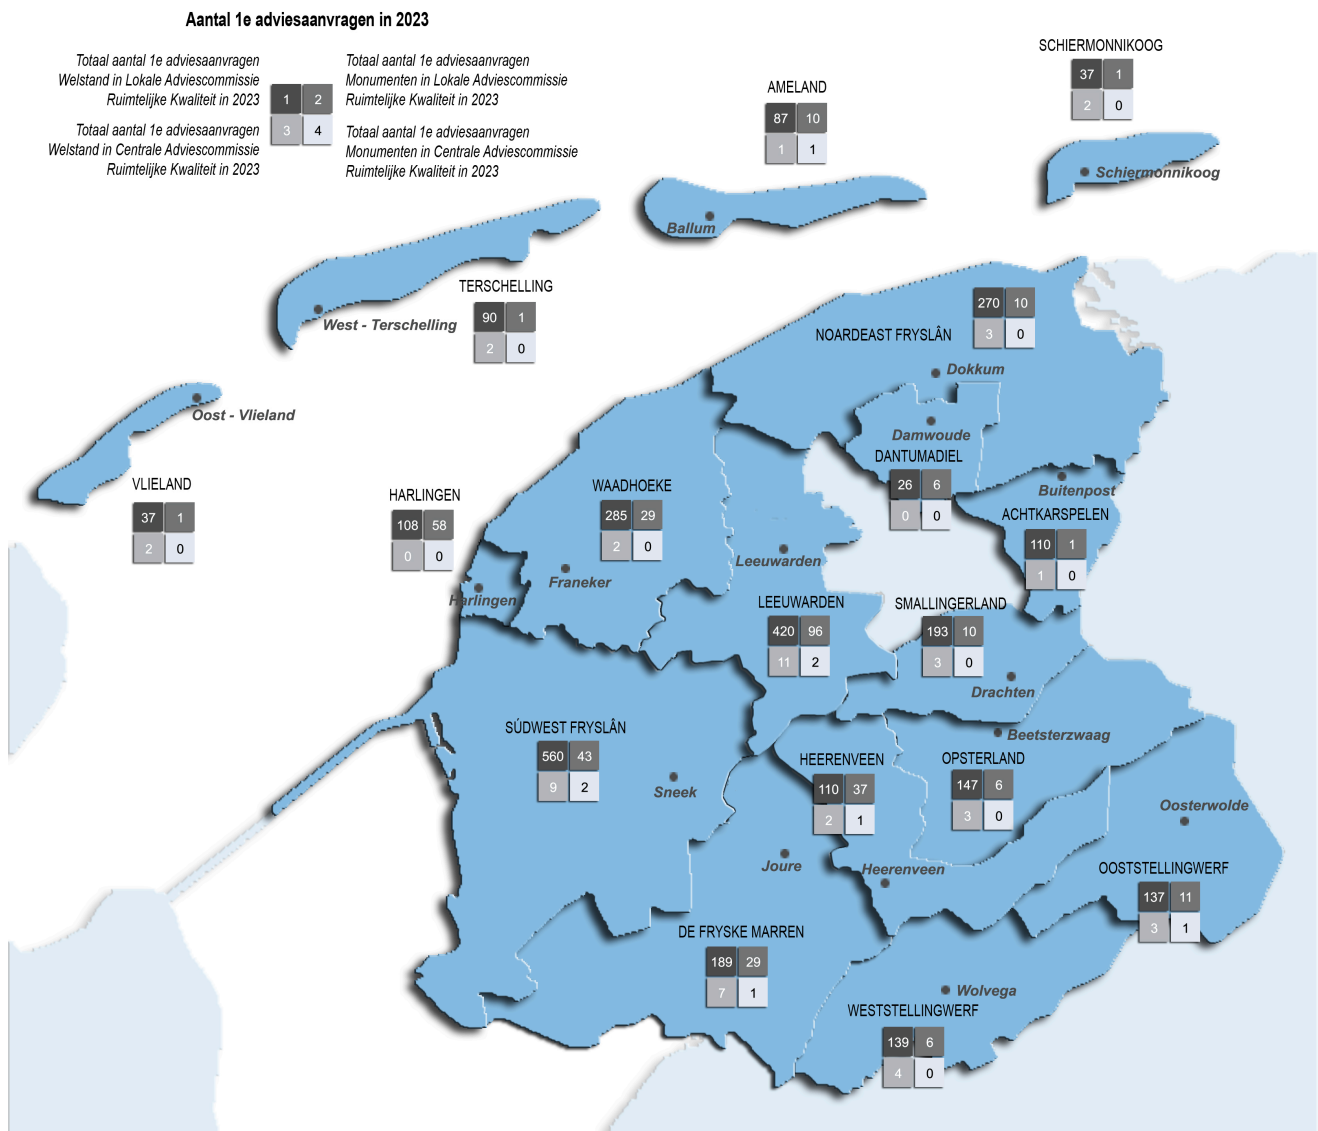 Aantal 1e adviesaanvragen in 2023
Totaal aantal 1e adviesaanvragen
Welstand in Lokale Adviescommissie
Ruimtelijke Kwaliteit in 2023
1 2
Totaal aantal 1e adviesaanvragen
Monumenten in Lokale Adviescommissie
Ruimtelijke Kwaliteit in 2023
Totaal aantal 1e adviesaanvragen
Welstand in Centrale Adviescommissie
Ruimtelijke Kwaliteit in 2023
3 4
Totaal aantal 1e adviesaanvragen
Monumenten in Centrale Adviescommissie
Ruimtelijke Kwaliteit in 2023
SCHIERMONNIKOOG
37 1
2 0
Schiermonnikoog
AMELAND
87 10
1 1
Ballum
TERSCHELLING
90 1
2 0
West - Terschelling
Oost - Vlieland
VLIELAND
37 1
2 0
NOARDEAST FRYSLÂN
270 10
3 0
Dokkum
Damwoude
DANTUMADIEL
26 6
0 0
Buitenpost
ACHTKARSPELEN
110 1
1 0
HARLINGEN
108 58
0 0
Harlingen
WAADHOEKE
285 29
2 0
Franeker
Leeuwarden
LEEUWARDEN
420 96
11 2
SMALLINGERLAND
193 10
3 0
Drachten
SÚDWEST FRYSLÂN
560 43
9 2
Sneek
HEERENVEEN
110 37
2 1
Heerenveen
Beetsterzwaag
OPSTERLAND
147 6
3 0
Oosterwolde
OOSTSTELLINGWERF
137 11
3 1
Joure
DE FRYSKE MARREN
189 29
7 1
Wolvega
WESTSTELLINGWERF
139 6
4 0